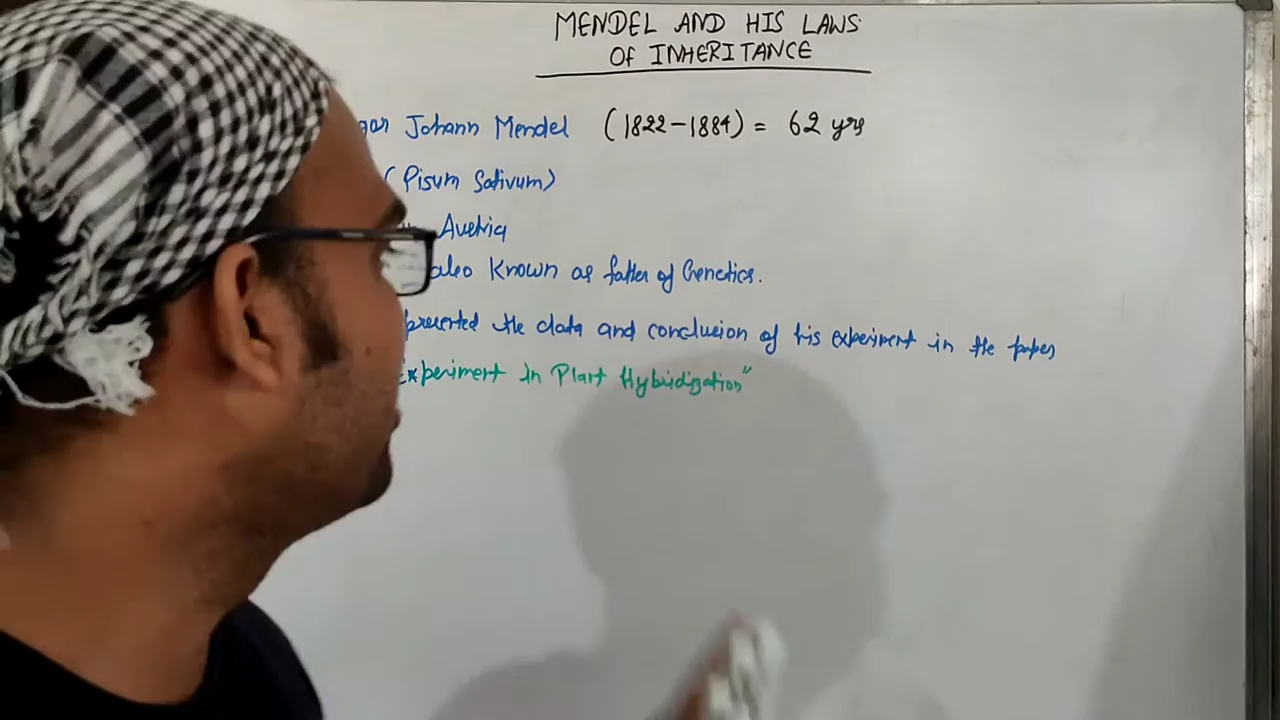 MENDEL AND HIS LAWS
OF INHERITANCE
gor Johann Mendel (1822-1884) = 62 yrs
(Pisum Sativum)
Austria
also Known as father of Genetics.
presented the data and conclusion of his experiment in the paper
Experiment in Plant Hybridization"